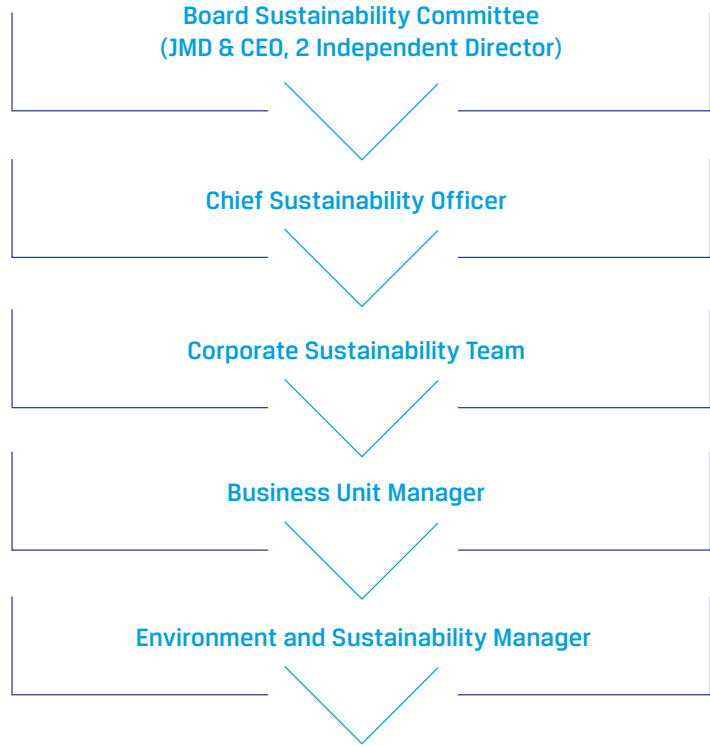 Board Sustainability Committee
(JMD & CEO, 2 Independent Director)
Chief Sustainability Officer
Corporate Sustainability Team
Business Unit Manager
Environment and Sustainability Manager